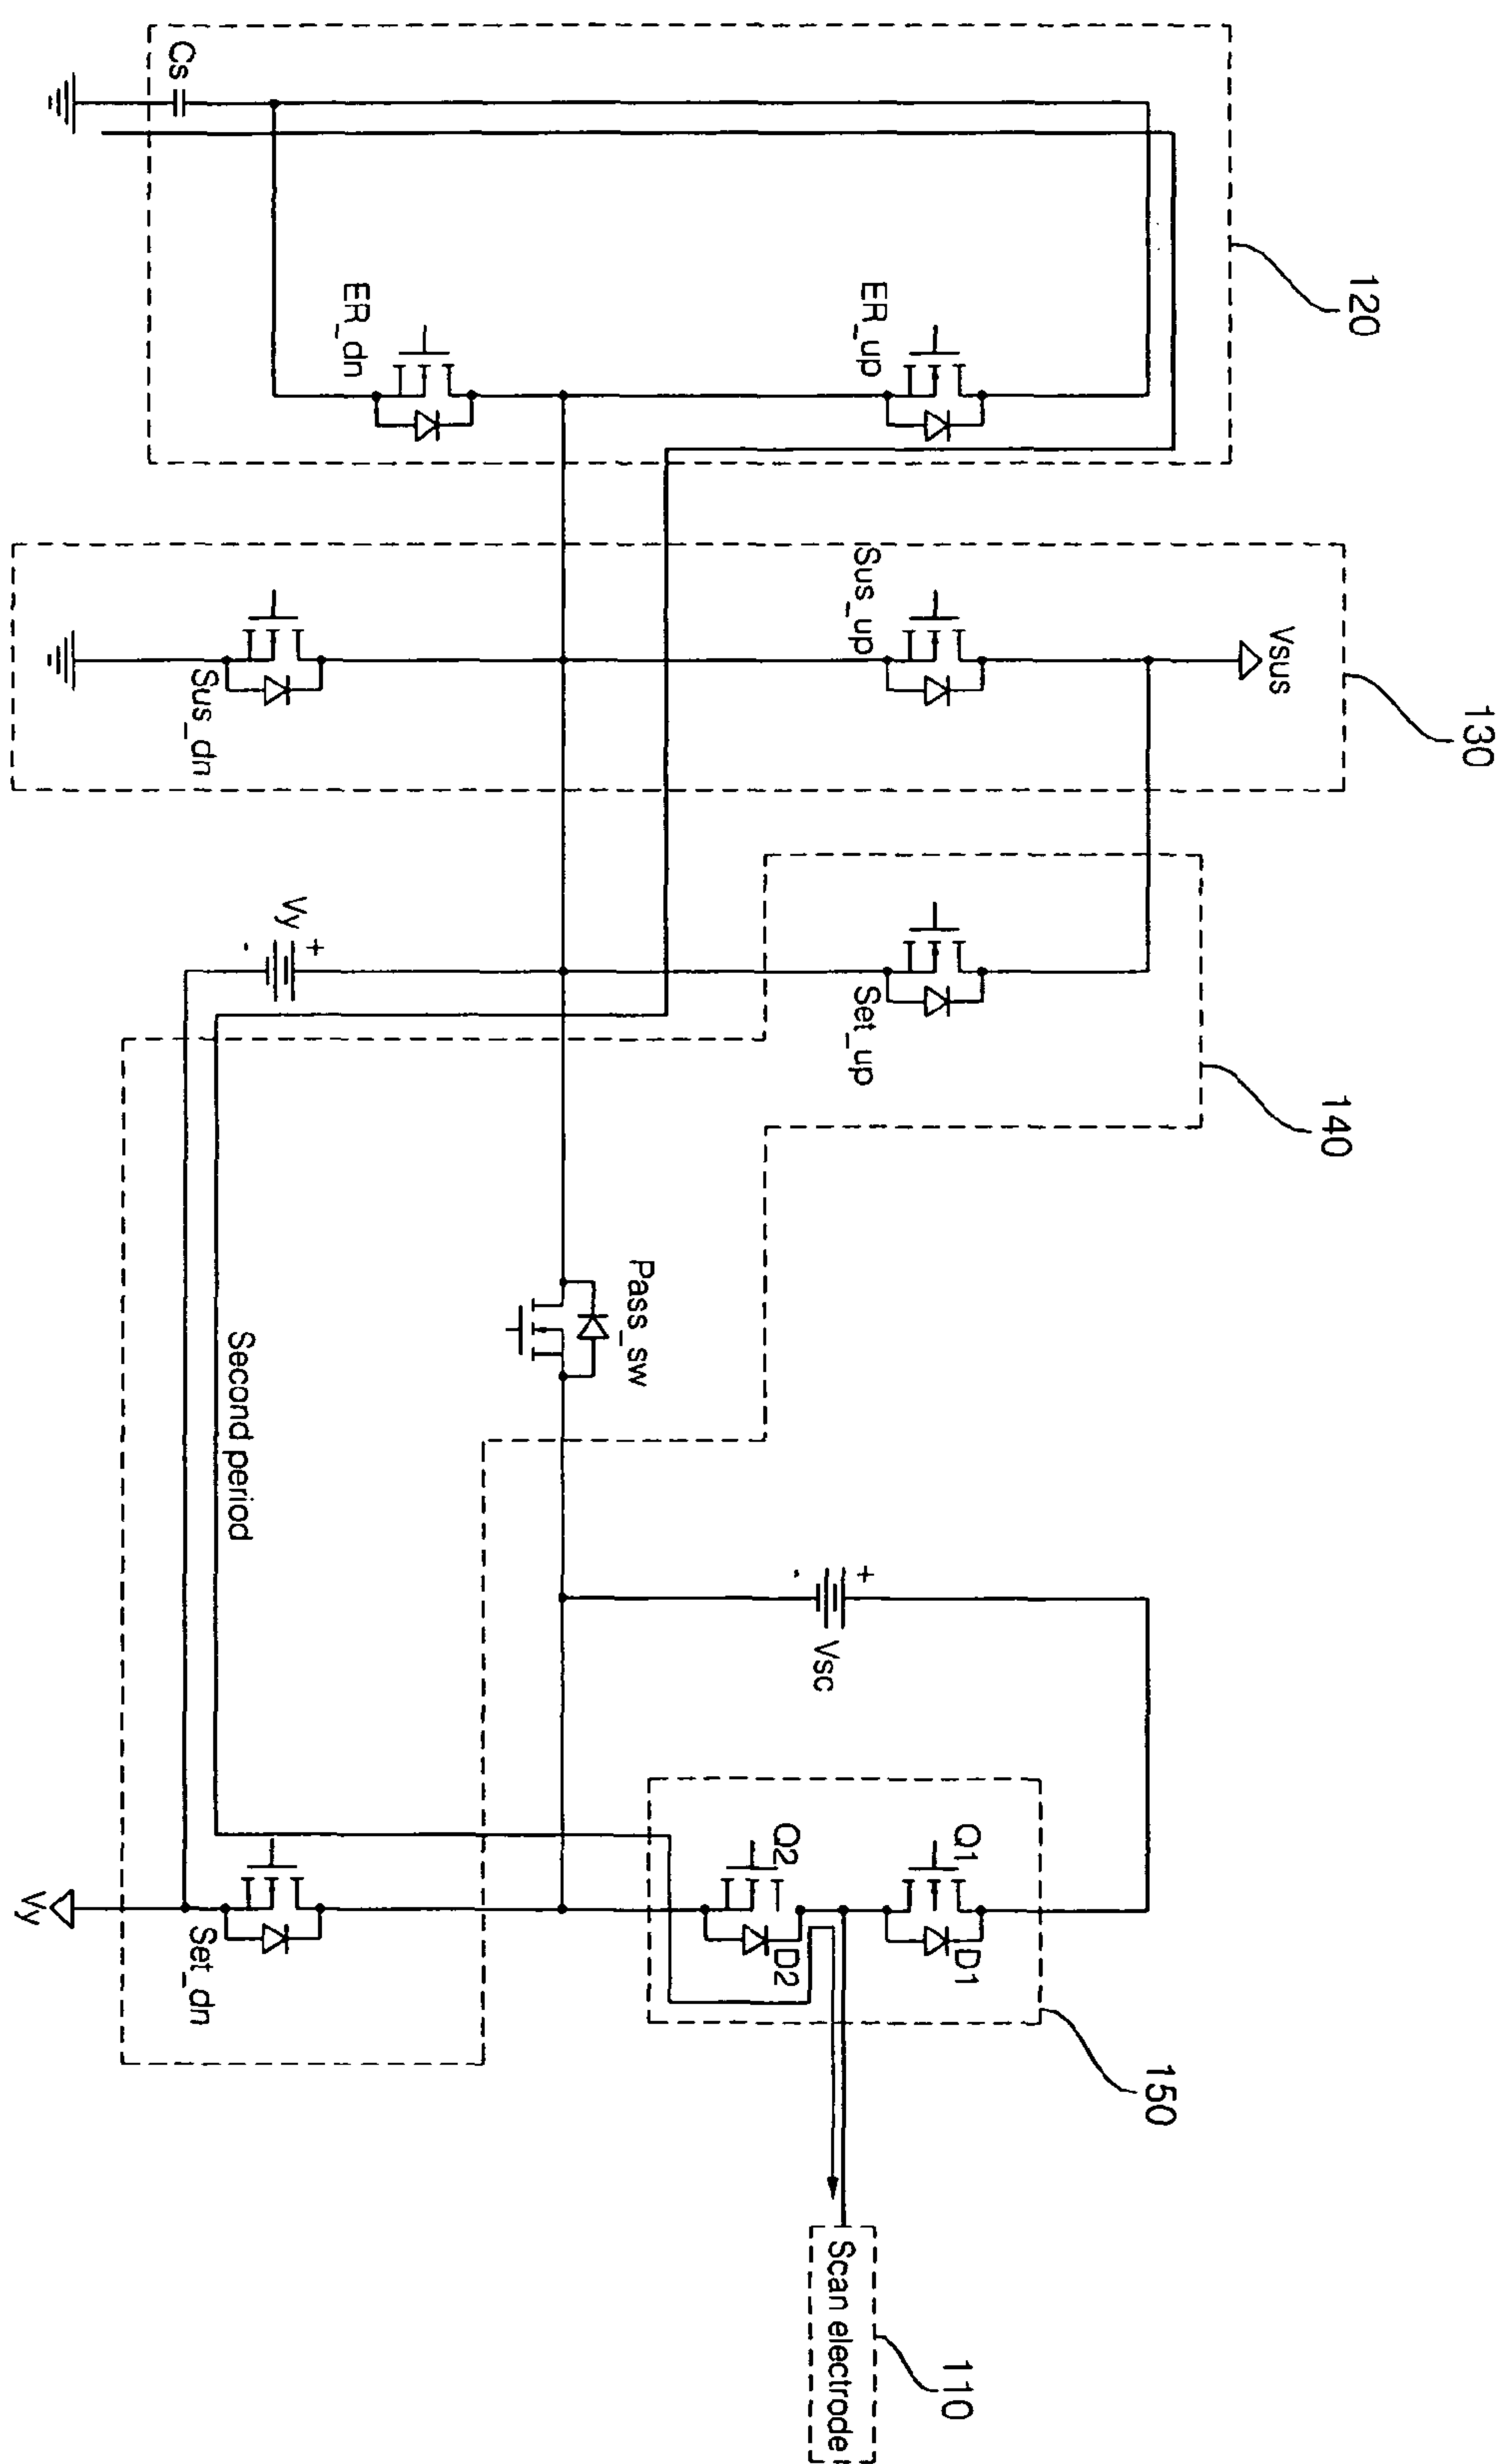 120
130
140
150
110
Cs
ER_up
ER_dn
Vsus
Sus_up
Sus_dn
Set_up
+
Vy
-
Pass_sw
Second period
+
Vsc
-
Q1
D1
Q2
D2
Set_dn
Vy
Scan electrode